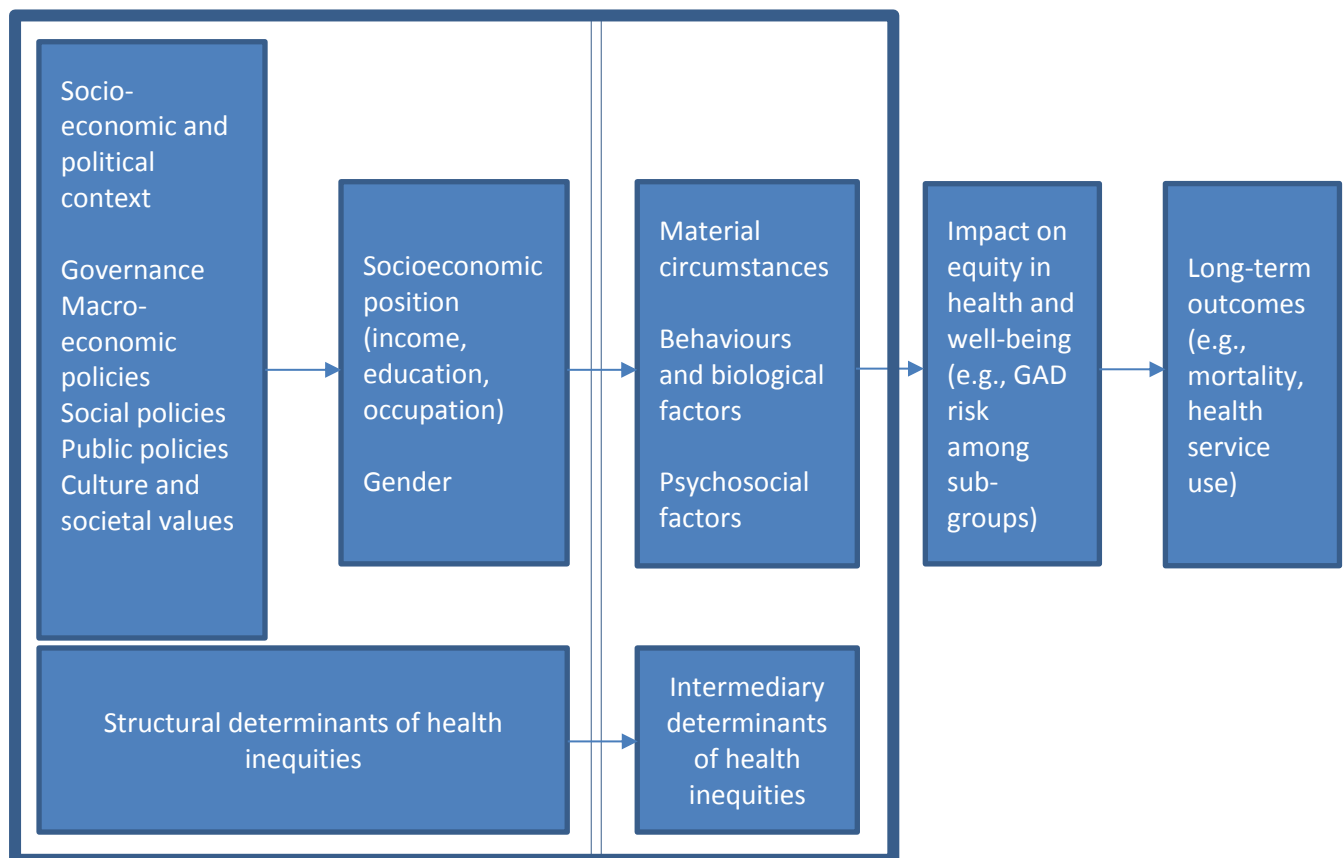 Socio-
economic and
political
context
Governance
Macro-
economic
policies
Social policies
Public policies
Culture and
societal values
Socioeconomic
position
(income,
education,
occupation)
Gender
Material
circumstances
Behaviours
and biological
factors
Psychosocial
factors
Impact on
equity in
health and
well-being
(e.g., GAD
risk
among
sub-
groups)
Long-term
outcomes
(e.g.,
mortality,
health
service
use)
Structural determinants of health
inequities
Intermediary
determinants
of health
inequities